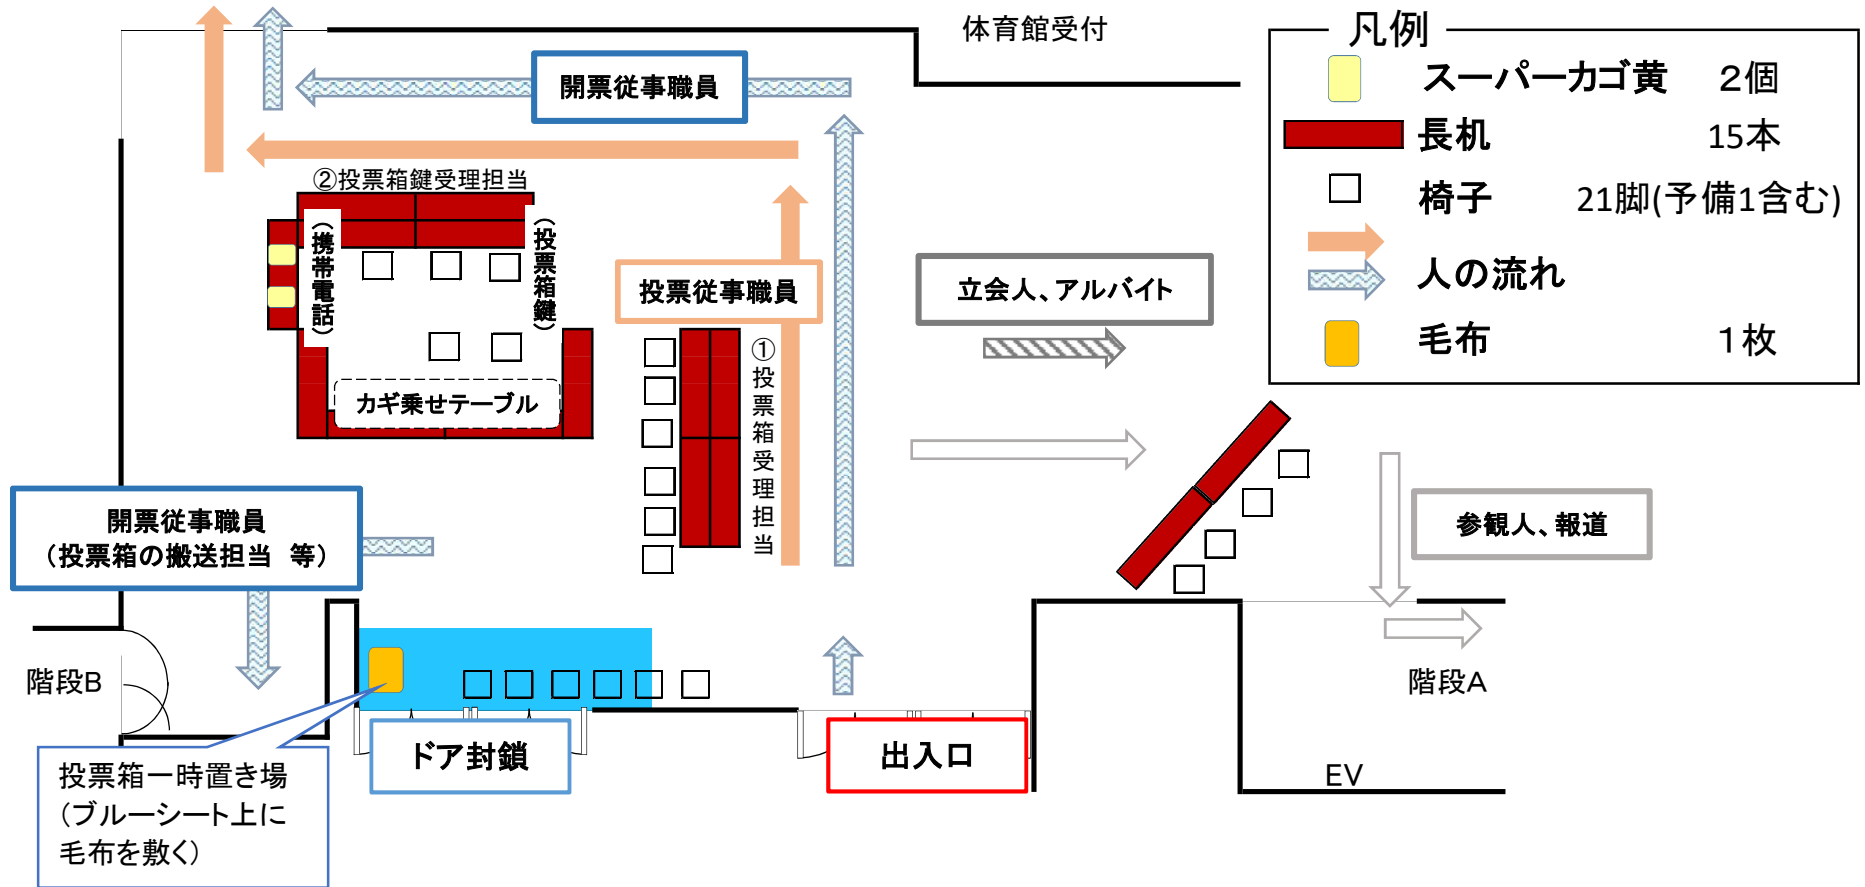 体育館受付
凡例
スーパーカゴ黄 2個
長机 15本
椅子 21脚(予備1含む)
人の流れ
毛布 1枚
開票従事職員
②投票箱鍵受理担当
（携帯電話）
（投票箱鍵）
投票従事職員
立会人、アルバイト
①投票箱受理担当
カギ乗せテーブル
開票従事職員
（投票箱の搬送担当　等）
参観人、報道
階段B
階段A
ドア封鎖
出入口
EV
投票箱一時置き場
（ブルーシート上に
毛布を敷く）